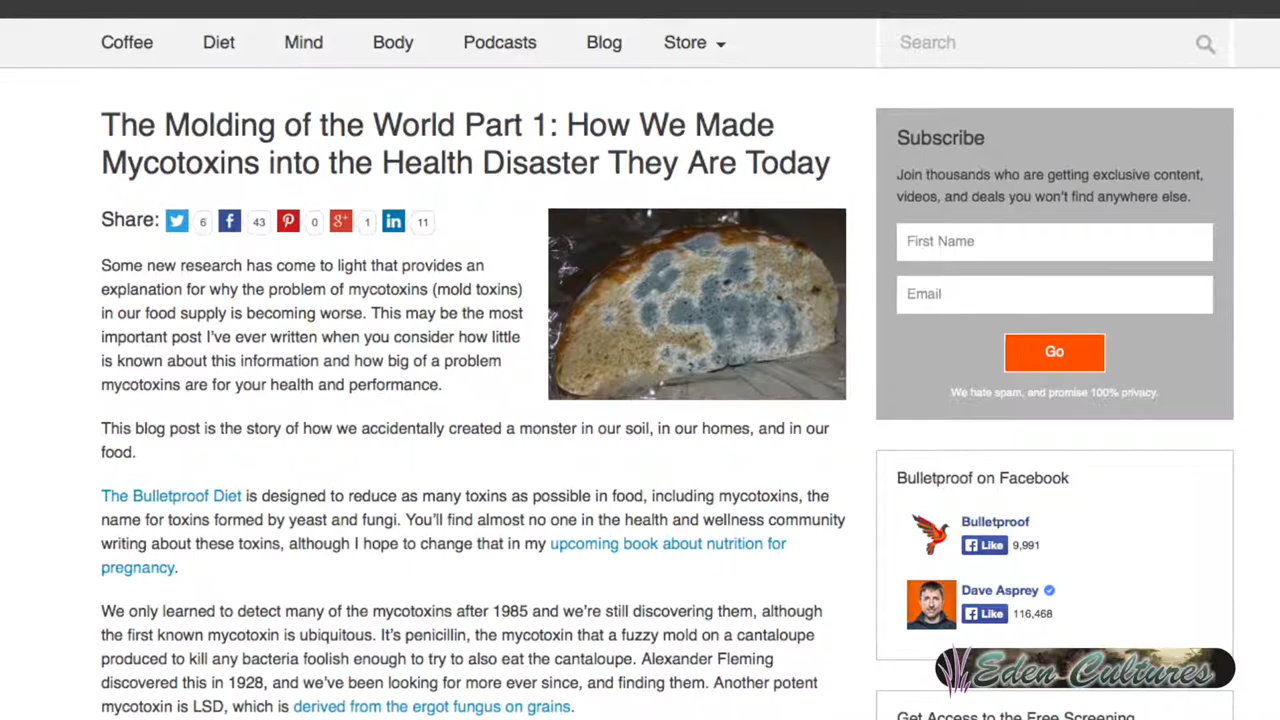 Coffee Diet Mind Body Podcasts Blog Store Search
The Molding of the World Part 1: How We Made
Mycotoxins into the Health Disaster They Are Today
Share: 6 43 0 1 11
Some new research has come to light that provides an
explanation for why the problem of mycotoxins (mold toxins)
in our food supply is becoming worse. This may be the most
important post I've ever written when you consider how little
is known about this information and how big of a problem
mycotoxins are for your health and performance.
This blog post is the story of how we accidentally created a monster in our soil, in our homes, and in our
food.
The Bulletproof Diet is designed to reduce as many toxins as possible in food, including mycotoxins, the
name for toxins formed by yeast and fungi. You'll find almost no one in the health and wellness community
writing about these toxins, although I hope to change that in my upcoming book about nutrition for
pregnancy.
We only learned to detect many of the mycotoxins after 1985 and we're still discovering them, although
the first known mycotoxin is ubiquitous. It's penicillin, the mycotoxin that a fuzzy mold on a cantaloupe
produced to kill any bacteria foolish enough to try to also eat the cantaloupe. Alexander Fleming
discovered this in 1928, and we've been looking for more ever since, and finding them. Another potent
mycotoxin is LSD, which is derived from the ergot fungus on grains.
Subscribe
Join thousands who are getting exclusive content,
videos, and deals you won't find anywhere else.
First Name
Email
Go
We hate spam, and promise 100% privacy.
Bulletproof on Facebook
Bulletproof
Like 9,991
Dave Asprey
Like 116,468
Eden Cultures
Get Access to the Free Screening